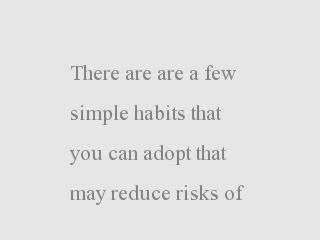 There are are a few
simple habits that
you can adopt that
may reduce risks of